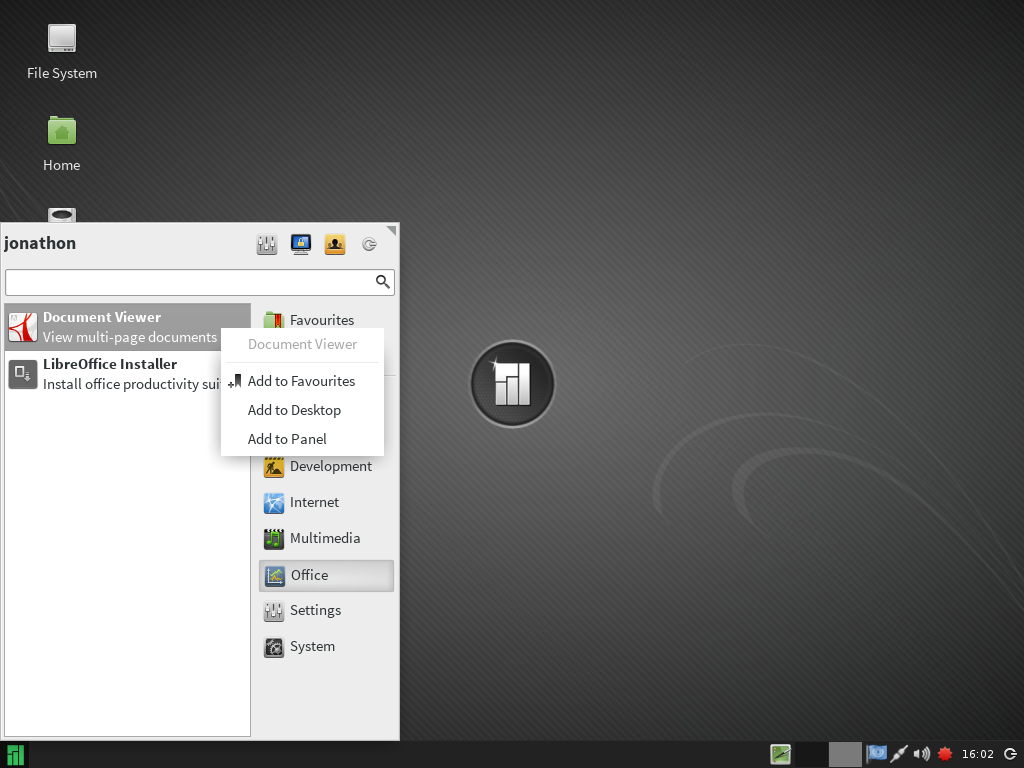 File System
Home
jonathon
Document Viewer
View multi-page documents
LibreOffice Installer
Install office productivity sui
Favourites
Document Viewer
Add to Favourites
Add to Desktop
Add to Panel
Development
Internet
Multimedia
Office
Settings
System
16:02